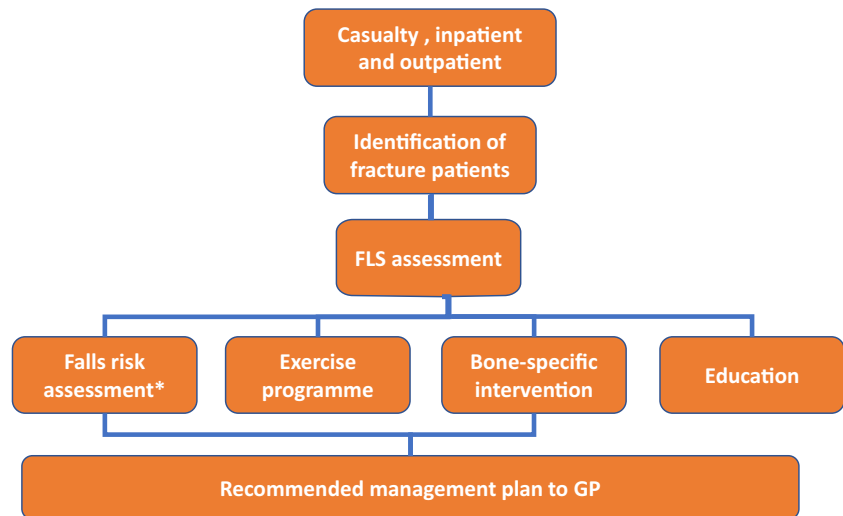 Casualty , inpatient
and outpatient
Identification of
fracture patients
FLS assessment
Falls risk
assessment*
Exercise
programme
Bone-specific
intervention
Education
Recommended management plan to GP